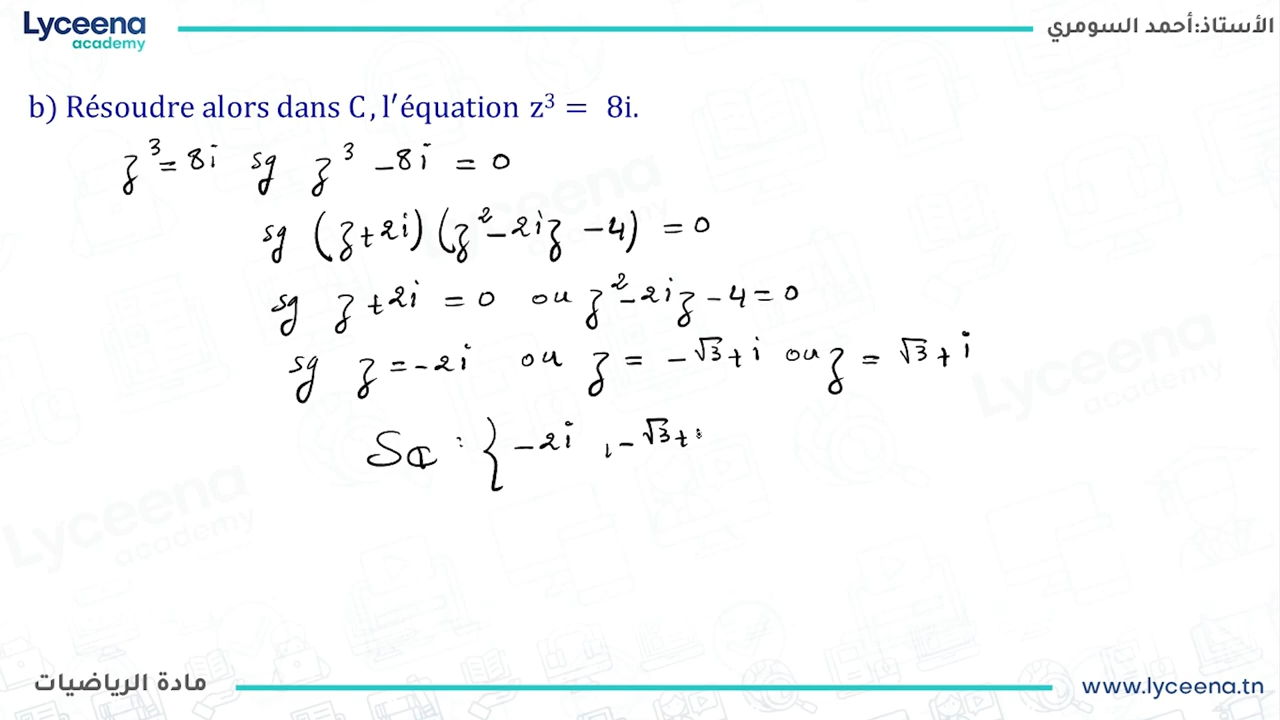 Lyceena
academy
الأستاذ:أحمد السومري
b) Résoudre alors dans C, l'équation z³ = 8i.
z³ = 8i sg z³ - 8i = 0
sg (z + 2i) (z² - 2iz - 4) = 0
sg z + 2i = 0 ou z² - 2iz - 4 = 0
sg z = -2i ou z = -√3 + i ou z = √3 + i
Sℂ : { -2i , -√3 + i
مادة الرياضيات
www.lyceena.tn